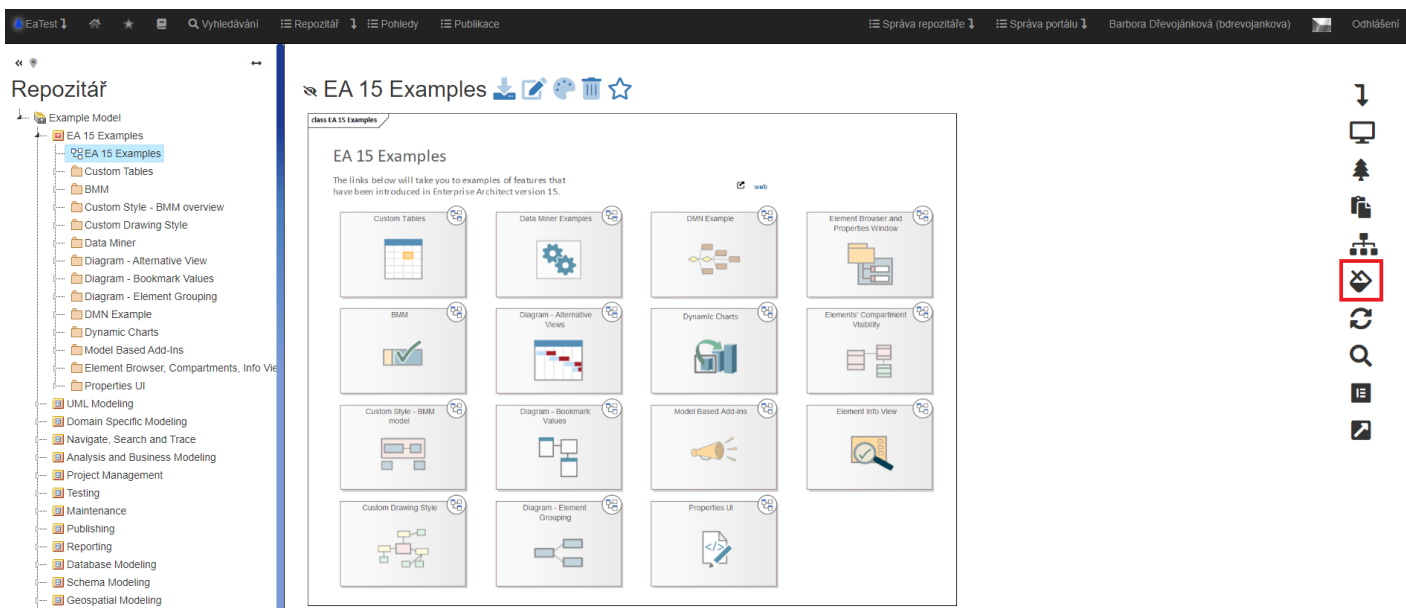 EaTest
Vyhledávání
Repozitář
Pohledy
Publikace
Správa repozitáře
Správa portálu
Barbora Dřevojánková (bdrevojankova)
Odhlášení
Repozitář
Example Model
EA 15 Examples
EA 15 Examples
Custom Tables
BMM
Custom Style - BMM overview
Custom Drawing Style
Data Miner
Diagram - Alternative View
Diagram - Bookmark Values
Diagram - Element Grouping
DMN Example
Dynamic Charts
Model Based Add-Ins
Element Browser, Compartments, Info Vie
Properties UI
UML Modeling
Domain Specific Modeling
Navigate, Search and Trace
Analysis and Business Modeling
Project Management
Testing
Maintenance
Publishing
Reporting
Database Modeling
Schema Modeling
Geospatial Modeling
EA 15 Examples
class EA 15 Examples
EA 15 Examples
The links below will take you to examples of features that
have been introduced in Enterprise Architect version 15.
web
Custom Tables
Data Miner Examples
DMN Example
Element Browser and
Properties Window
BMM
Diagram - Alternative
Views
Dynamic Charts
Elements' Compartment
Visibility
Custom Style - BMM
model
Diagram - Bookmark
Values
Model Based Add-Ins
Element Info View
Custom Drawing Style
Diagram - Element
Grouping
Properties UI